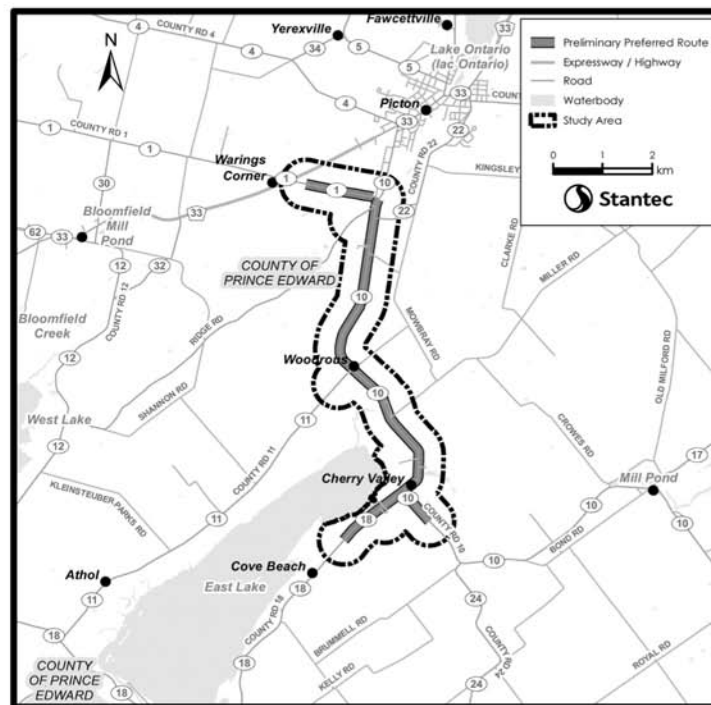 Fawcettville
Yerexville
COUNTY RD 4
4
4
34
5
5
33
Lake Ontario
(lac Ontario)
N
33
COUNTY
4
Picton
33
22
COUNTY RD 22
KINGSLEY
1
COUNTY RD 1
1
Warings
Corner
1
1
10
22
30
33
Bloomfield
Mill
Pond
62
33
12
32
COUNTY RD 12
COUNTY OF
PRINCE EDWARD
CLARKE RD
MILLER RD
10
MOWBRAY RD
Bloomfield
Creek
RIDGE RD
12
SHANNON RD
Woodrous
10
OLD MILFORD RD
West Lake
12
11
COUNTY RD 11
CROWES RD
17
KLEINSTEUBER PARKS RD
Cherry Valley
10
Mill Pond
18
COUNTY RD 10
10
10
11
BOND RD
Cove Beach
10
Athol
11
East Lake
18
COUNTY RD 18
24
18
BRUMMELL RD
COUNTY RD 24
ROYAL RD
KELLY RD
COUNTY
OF PRINCE
EDWARD
18
18
24
Preliminary Preferred Route
Expressway / Highway
Road
Waterbody
Study Area
0 1 2
km
Stantec